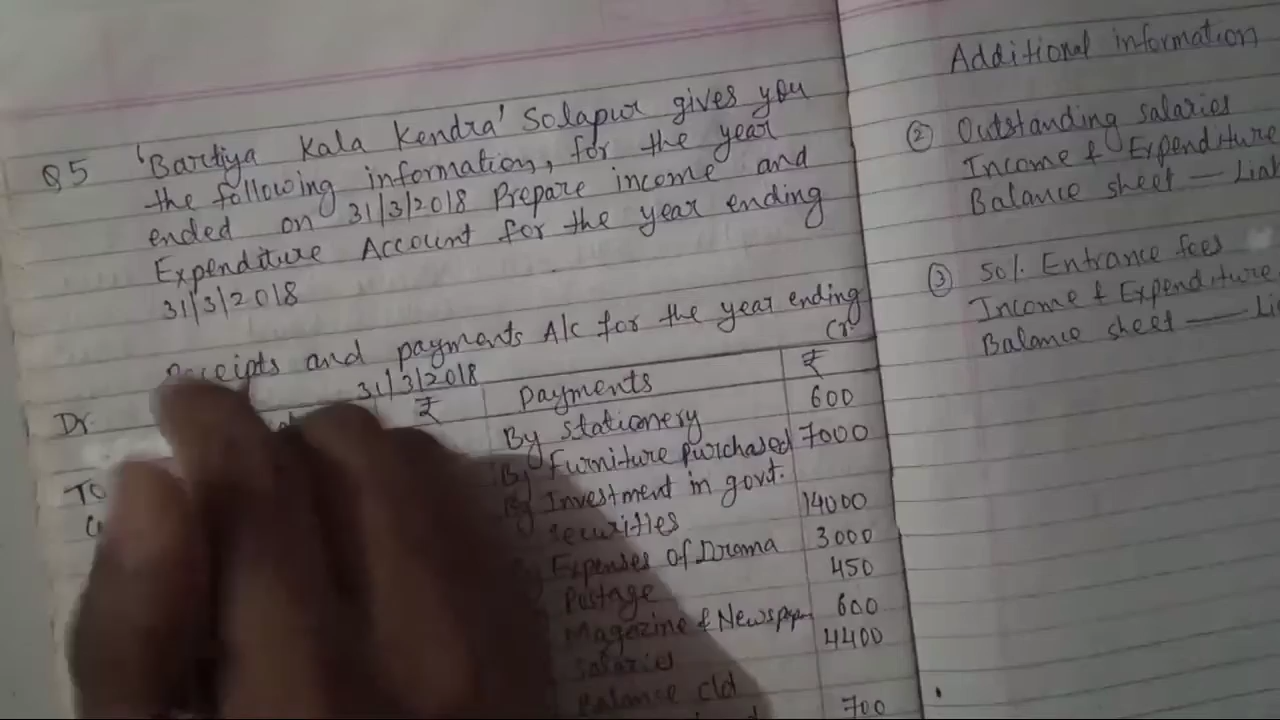 Q5 'Bartiya Kala Kendra' Solapur gives you
the following information, for the year
ended on 31/3/2018 Prepare income and
Expenditure Account for the year ending
31/3/2018
Receipts and payments A/c for the year ending
31/3/2018
Dr. Cr
₹ Payments ₹
By stationery 600
To By Furniture purchased 7000
By Investment in govt.
securities 14000
Expenses of Drama 3000
Postage 450
Magazine & Newspaper 600
Salaries 4400
Balance c/d
700
Additional information
② Outstanding salaries
Income & Expenditure
Balance sheet —
③ 50% Entrance fees
Income & Expenditure
Balance sheet —